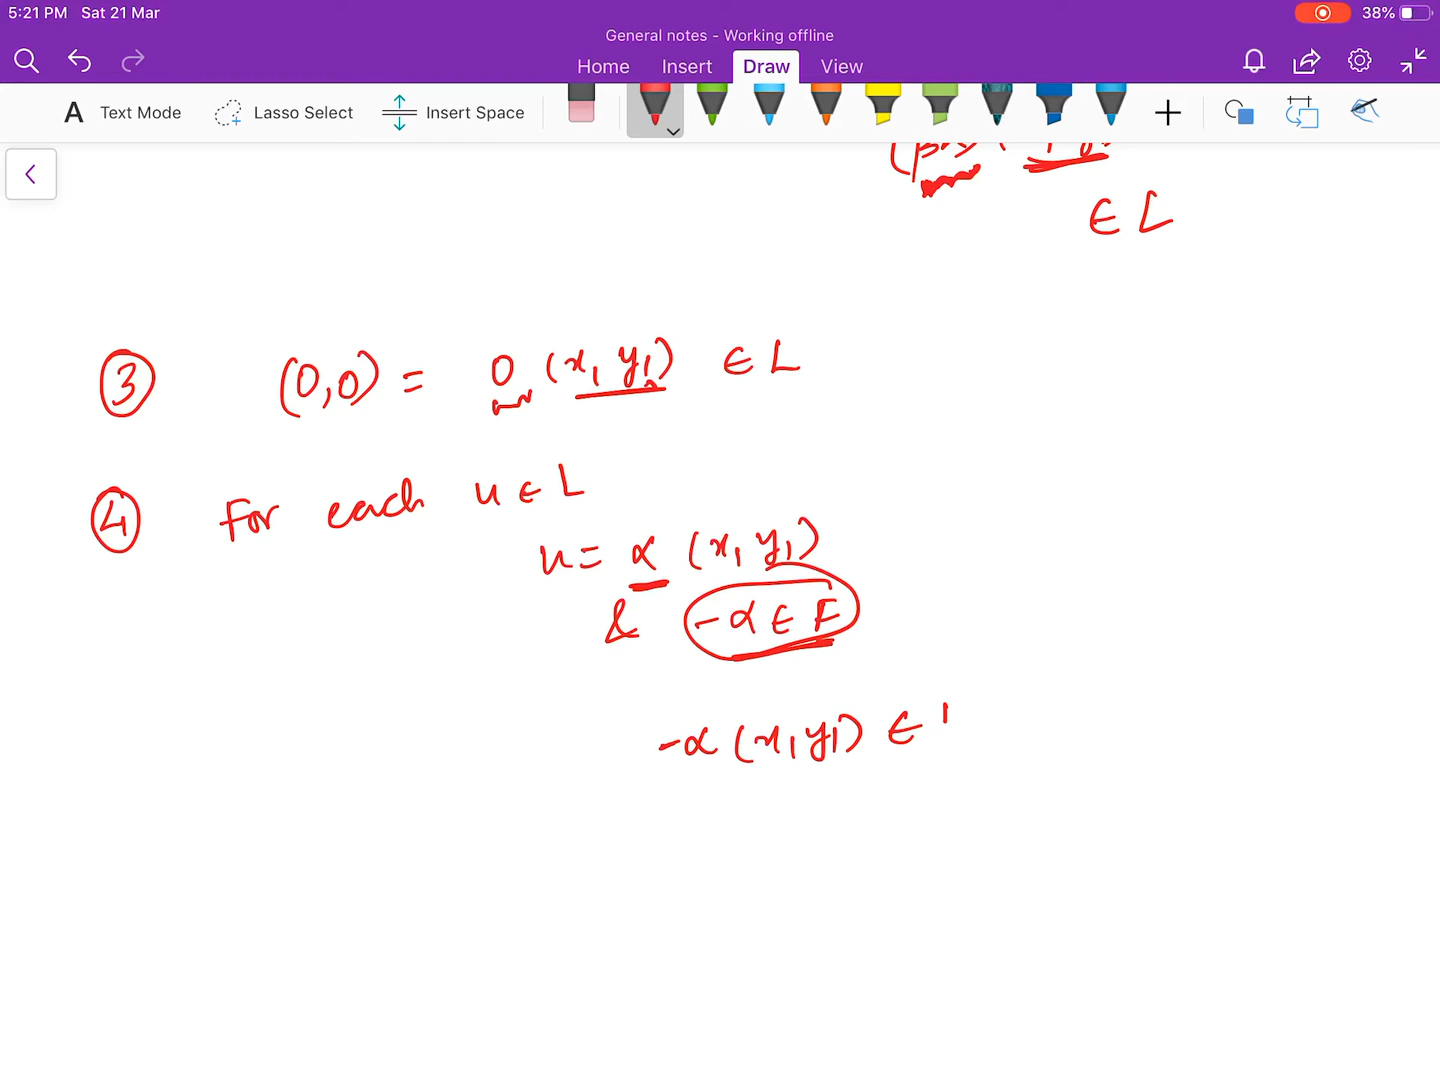 5:21 PM Sat 21 Mar 38%
General notes - Working offline
Home Insert Draw View
A Text Mode Lasso Select Insert Space
∈ L
③ (0,0) = 0 (x₁ y₁) ∈ L
④ For each u ∈ L
u = α (x₁ y₁)
& -α ∈ F
-α (x₁ y₁) ∈